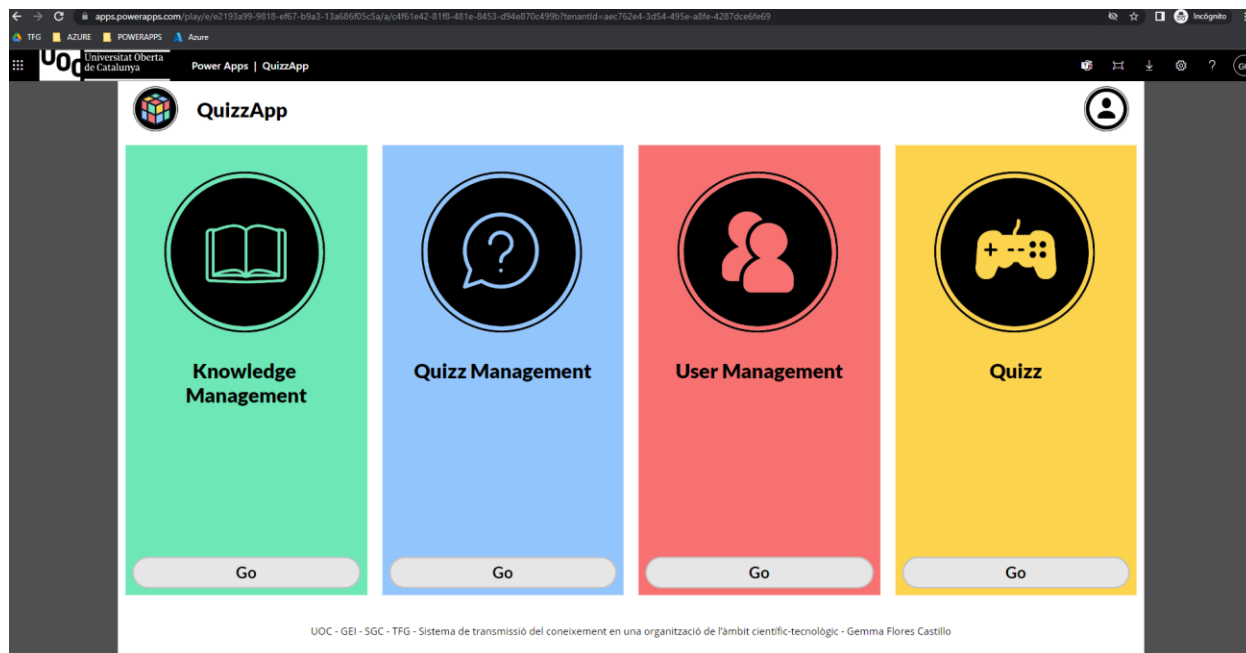 apps.powerapps.com/play/e/e2193a99-9818-ef67-b9a3-13a686f05c5a/a/c4f61e42-81f8-481e-8453-d94e870c499b?tenantId=aec762e4-3d54-495e-a8fe-4287dce6fe69
Incógnito
TFG AZURE POWERAPPS Azure
UOC Universitat Oberta
de Catalunya
Power Apps | QuizzApp
?
QuizzApp
Knowledge
Management
Quizz Management
User Management
Quizz
Go
Go
Go
Go
UOC - GEI - SGC - TFG - Sistema de transmissió del coneixement en una organització de l'àmbit científic-tecnològic - Gemma Flores Castillo